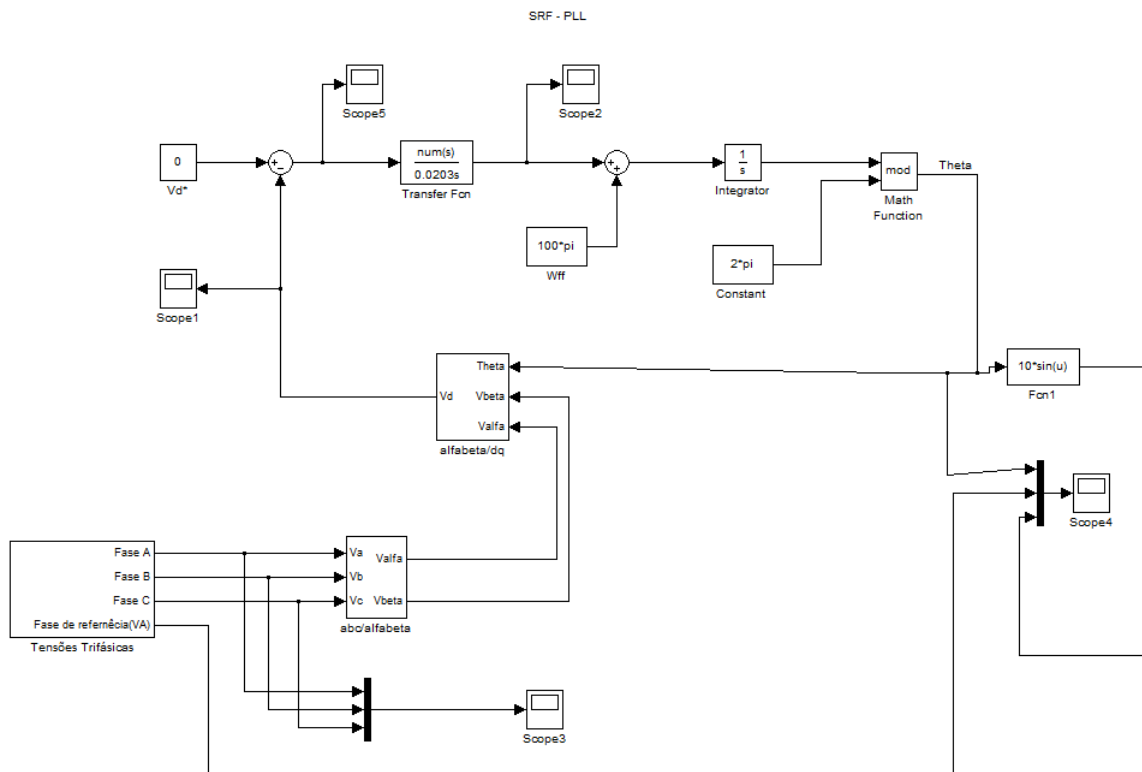 SRF - PLL
Scope5
Scope2
0
Vd*
+
−
num(s)
0.0203s
Transfer Fcn
+
+
1
s
Integrator
mod
Math
Function
Theta
100*pi
Wff
2*pi
Constant
Scope1
Theta
Vd
Vbeta
Valfa
alfabeta/dq
10*sin(u)
Fcn1
Scope4
Fase A
Fase B
Fase C
Fase de refernêcia(VA)
Tensões Trifásicas
Va
Vb
Vc
Valfa
Vbeta
abc/alfabeta
Scope3